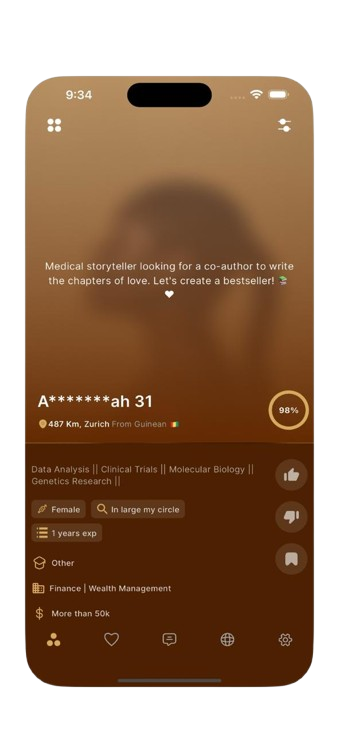 9:34
Medical storyteller looking for a co-author to write
the chapters of love. Let's create a bestseller!
A*******ah 31
98%
487 Km, Zurich From Guinean
Data Analysis || Clinical Trials || Molecular Biology ||
Genetics Research ||
Female
In large my circle
1 years exp
Other
Finance | Wealth Management
More than 50k